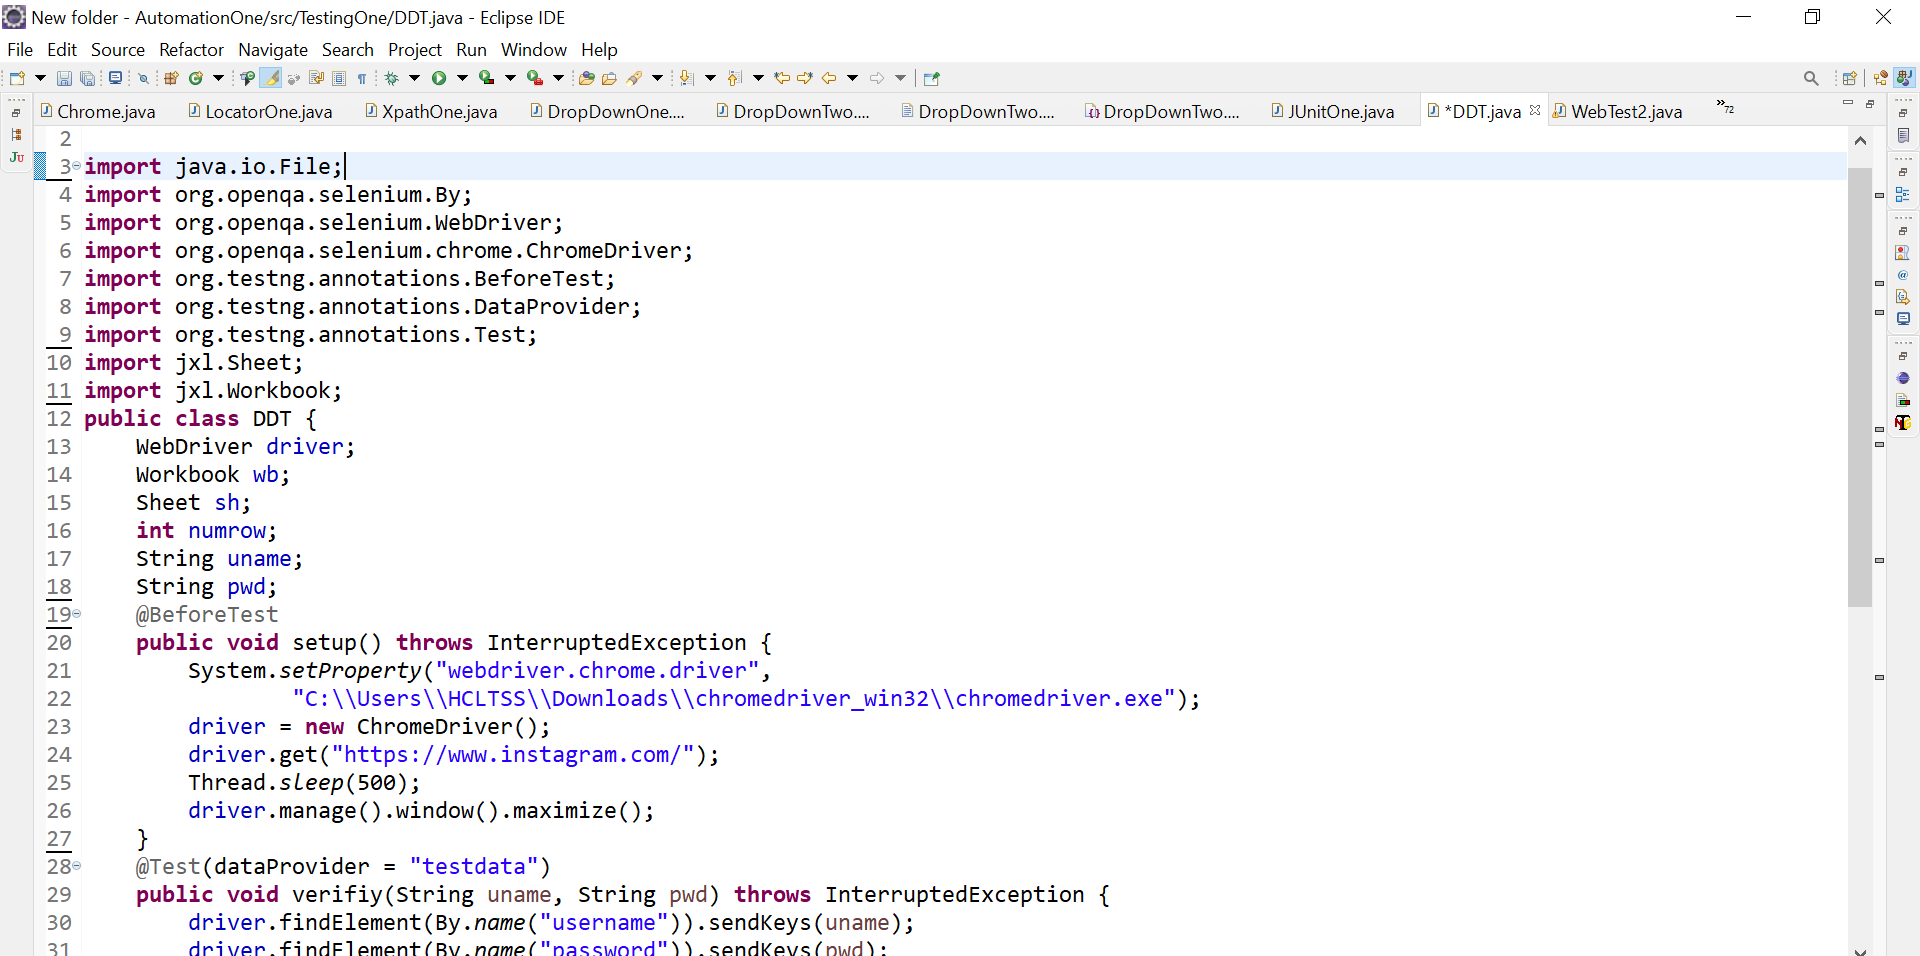 New folder - AutomationOne/src/TestingOne/DDT.java - Eclipse IDE
File Edit Source Refactor Navigate Search Project Run Window Help
Chrome.java LocatorOne.java XpathOne.java DropDownOne.... DropDownTwo.... DropDownTwo.... DropDownTwo.... JUnitOne.java *DDT.java WebTest2.java »72
2
3 import java.io.File;
4 import org.openqa.selenium.By;
5 import org.openqa.selenium.WebDriver;
6 import org.openqa.selenium.chrome.ChromeDriver;
7 import org.testng.annotations.BeforeTest;
8 import org.testng.annotations.DataProvider;
9 import org.testng.annotations.Test;
10 import jxl.Sheet;
11 import jxl.Workbook;
12 public class DDT {
13 WebDriver driver;
14 Workbook wb;
15 Sheet sh;
16 int numrow;
17 String uname;
18 String pwd;
19 @BeforeTest
20 public void setup() throws InterruptedException {
21 System.setProperty("webdriver.chrome.driver",
22 "C:\\Users\\HCLTSS\\Downloads\\chromedriver_win32\\chromedriver.exe");
23 driver = new ChromeDriver();
24 driver.get("https://www.instagram.com/");
25 Thread.sleep(500);
26 driver.manage().window().maximize();
27 }
28 @Test(dataProvider = "testdata")
29 public void verifiy(String uname, String pwd) throws InterruptedException {
30 driver.findElement(By.name("username")).sendKeys(uname);
31 driver.findElement(By.name("password")).sendKeys(pwd);